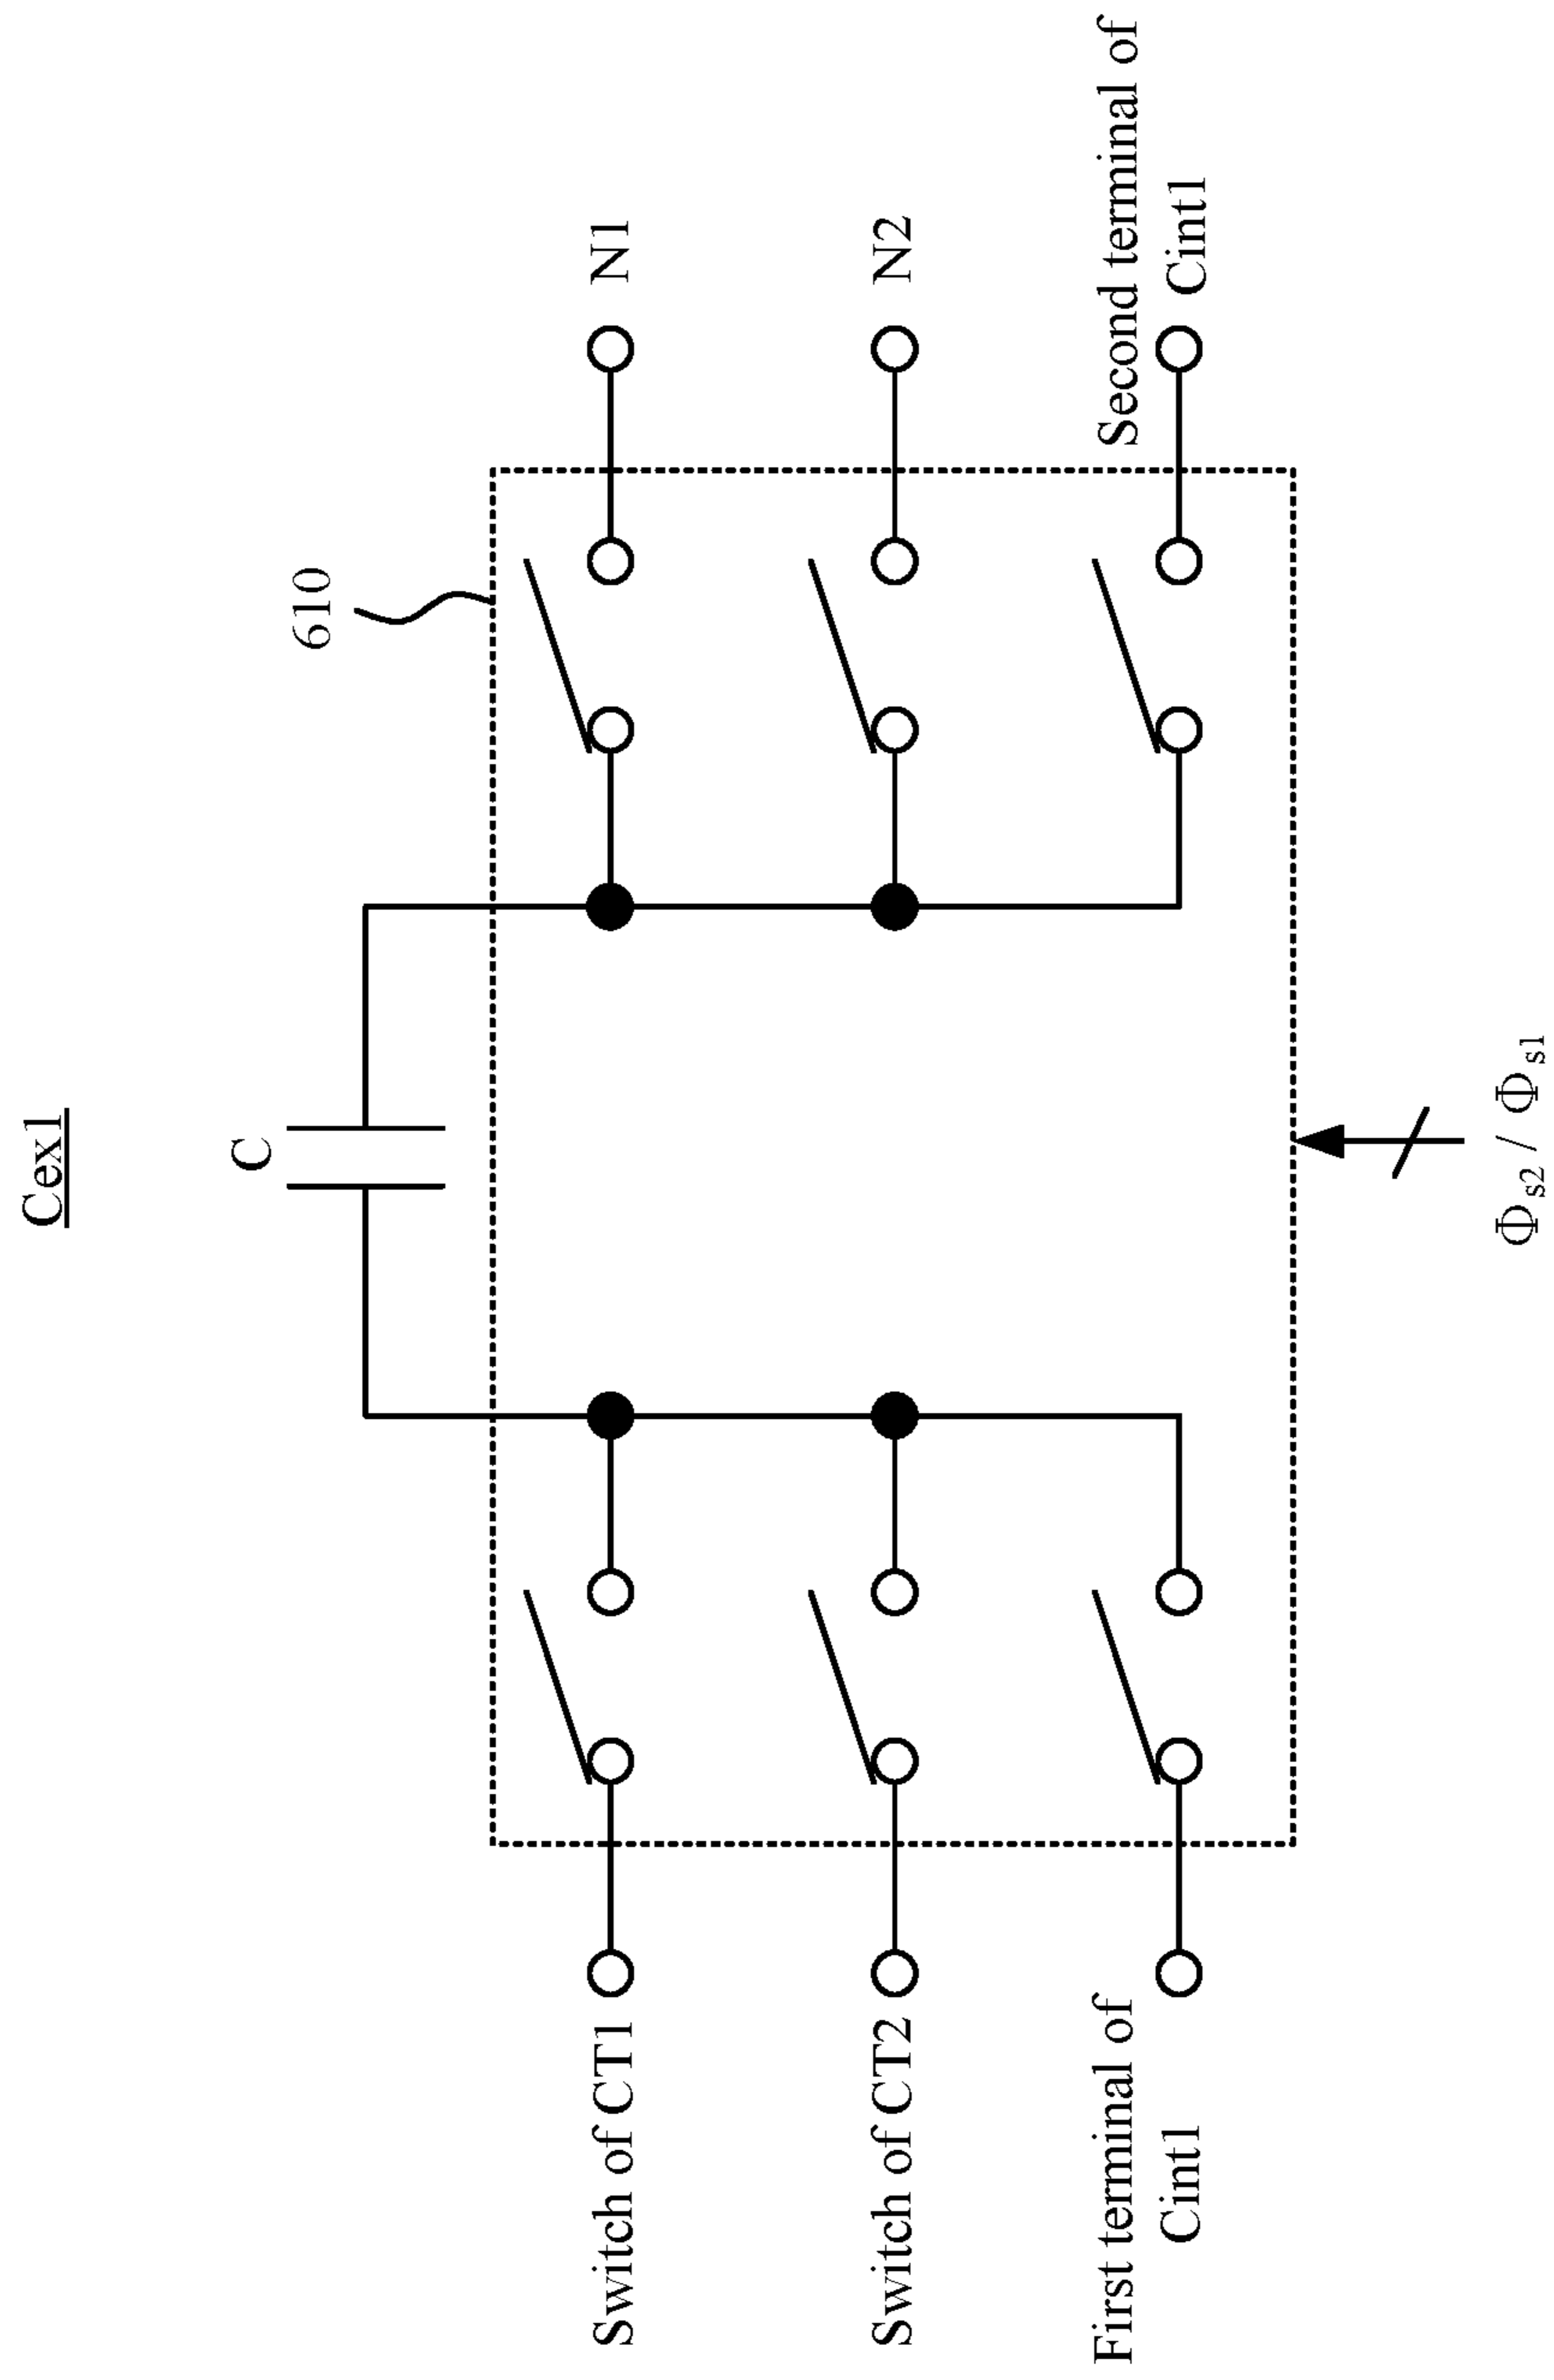 Cex1
C
610
Switch of CT1
N1
Switch of CT2
N2
First terminal of
Cint1
Second terminal of
Cint1
Φs2 / Φs1